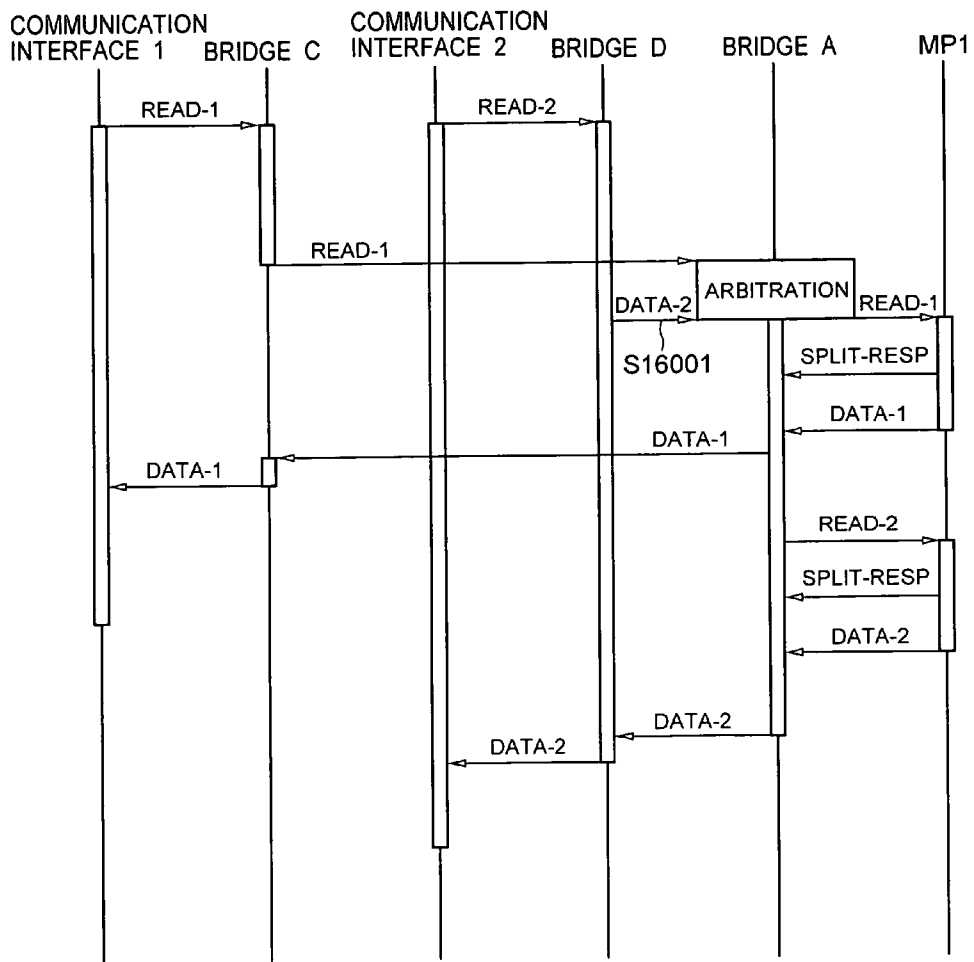 COMMUNICATION
INTERFACE 1
BRIDGE C
COMMUNICATION
INTERFACE 2
BRIDGE D
BRIDGE A
MP1
READ-1
READ-2
READ-1
ARBITRATION
DATA-2
READ-1
S16001
SPLIT-RESP
DATA-1
DATA-1
DATA-1
READ-2
SPLIT-RESP
DATA-2
DATA-2
DATA-2